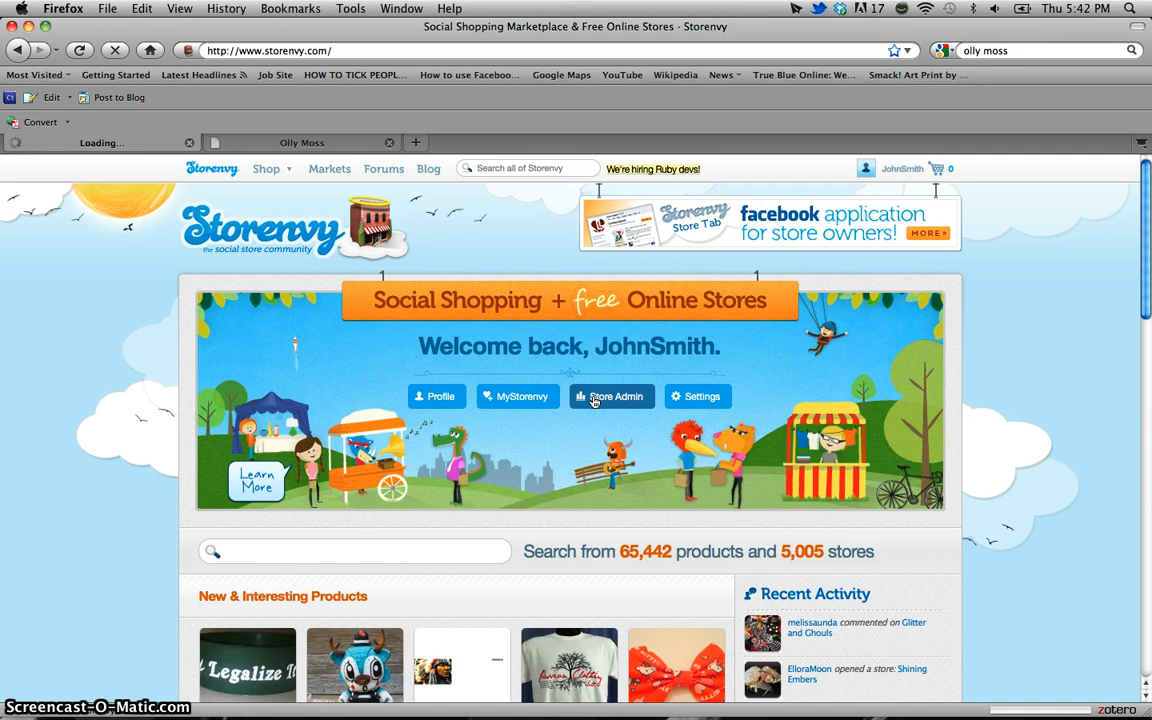 Firefox File Edit View History Bookmarks Tools Window Help 17 Thu 5:42 PM
Social Shopping Marketplace & Free Online Stores - Storenvy
http://www.storenvy.com/ olly moss
Most Visited Getting Started Latest Headlines Job Site HOW TO TICK PEOPL... How to use Faceboo... Google Maps YouTube Wikipedia News True Blue Online: We... Smack! Art Print by ...
Ct Edit Post to Blog
Convert
Loading... Olly Moss
Storenvy Shop Markets Forums Blog Search all of Storenvy We're hiring Ruby devs! JohnSmith 0
Storenvy
the social store community
Storenvy
Store Tab
facebook application
for store owners! MORE»
Social Shopping + free Online Stores
Welcome back, JohnSmith.
Profile MyStorenvy Store Admin Settings
Learn
More
Search from 65,442 products and 5,005 stores
New & Interesting Products
Recent Activity
melissaunda commented on Glitter
and Ghouls
ElloraMoon opened a store: Shining
Embers
Legalize It
Passion Clothing
Screencast-O-Matic.com
zotero